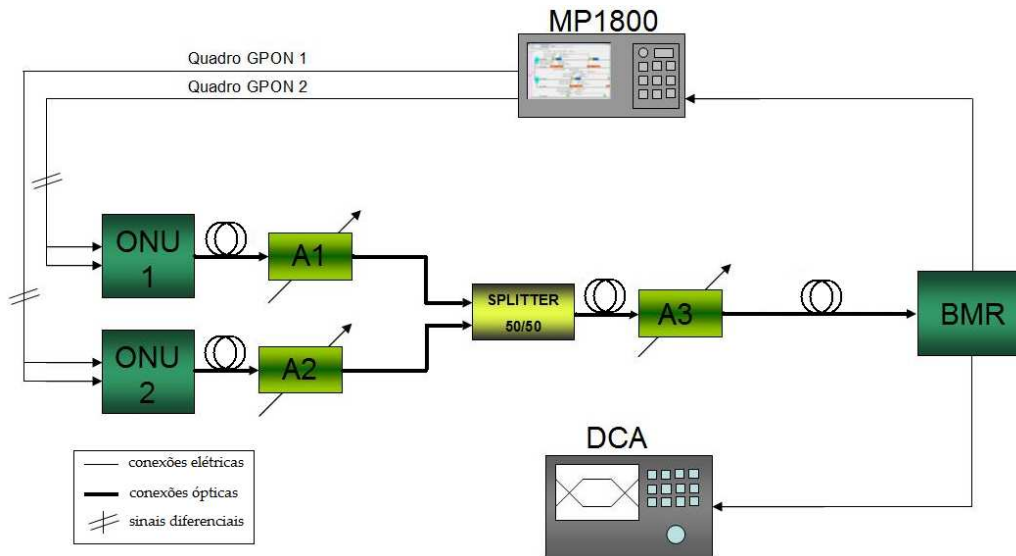 MP1800
Quadro GPON 1
Quadro GPON 2
ONU
1
A1
SPLITTER
50/50
A3
BMR
ONU
2
A2
DCA
conexões elétricas
conexões ópticas
sinais diferenciais